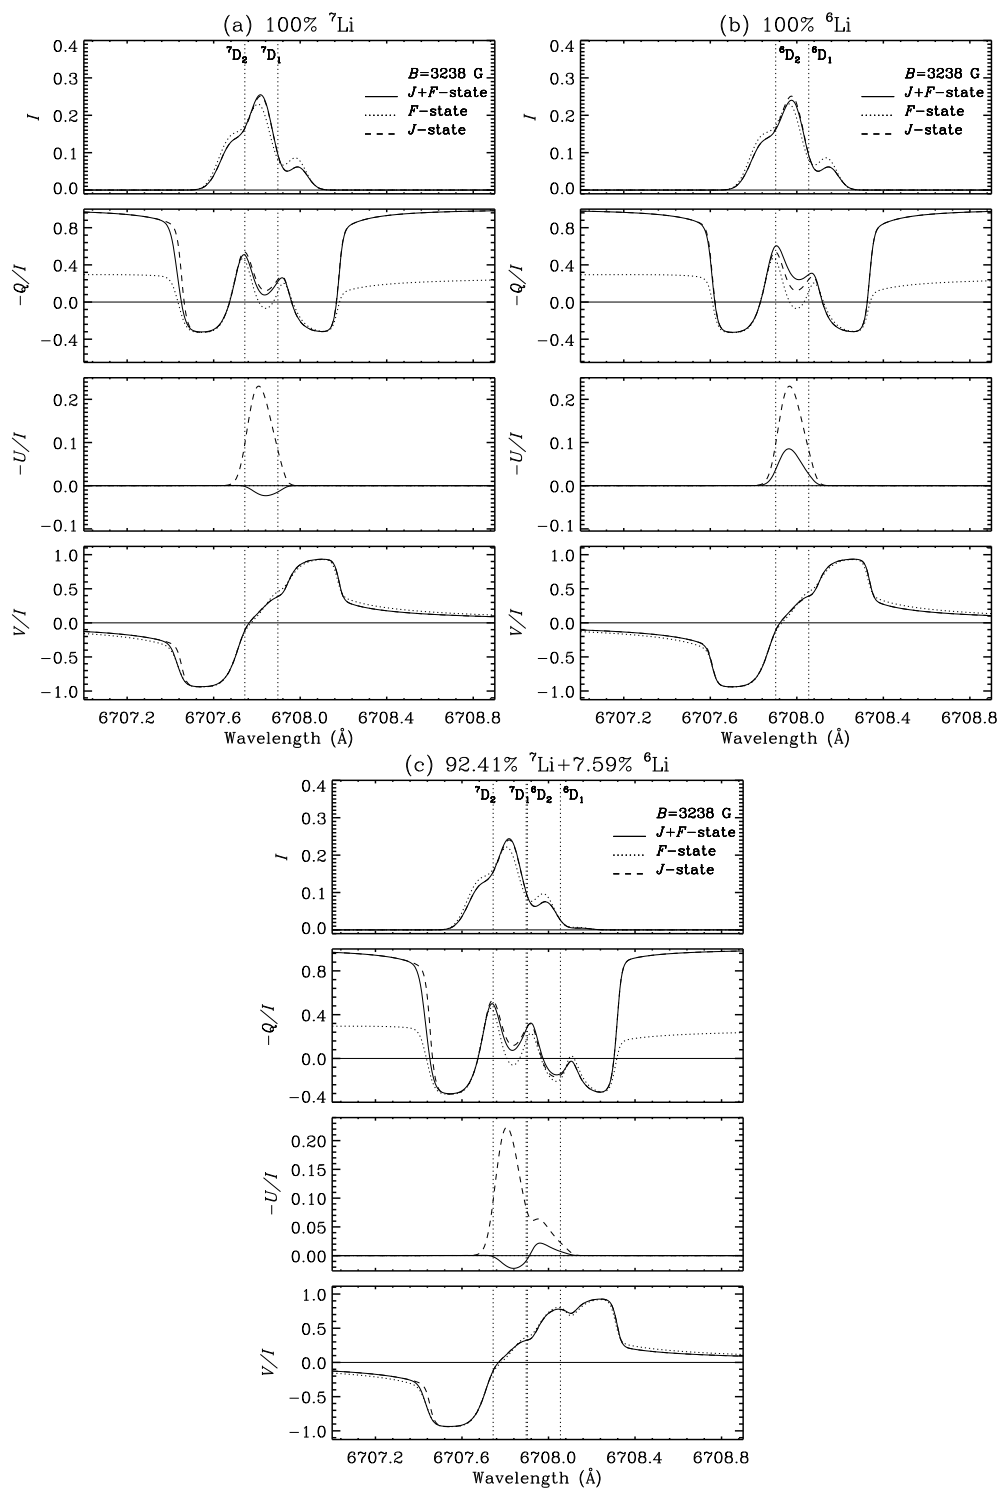 (a) 100% ⁷Li
⁷D₂ ⁷D₁
B=3238 G
J+F−state
F−state
J−state
0.4
0.3
0.2
0.1
0.0
I
0.8
0.4
0.0
−0.4
−Q/I
0.2
0.1
0.0
−0.1
−U/I
1.0
0.5
0.0
−0.5
−1.0
V/I
6707.2 6707.6 6708.0 6708.4 6708.8
Wavelength (Å)
(b) 100% ⁶Li
⁶D₂ ⁶D₁
B=3238 G
J+F−state
F−state
J−state
0.4
0.3
0.2
0.1
0.0
I
0.8
0.4
0.0
−0.4
−Q/I
0.2
0.1
0.0
−0.1
−U/I
1.0
0.5
0.0
−0.5
−1.0
V/I
6707.2 6707.6 6708.0 6708.4 6708.8
Wavelength (Å)
(c) 92.41% ⁷Li+7.59% ⁶Li
⁷D₂ ⁷D₁ ⁶D₂ ⁶D₁
B=3238 G
J+F−state
F−state
J−state
0.4
0.3
0.2
0.1
0.0
I
0.8
0.4
0.0
−0.4
−Q/I
0.20
0.15
0.10
0.05
0.00
−U/I
1.0
0.5
0.0
−0.5
−1.0
V/I
6707.2 6707.6 6708.0 6708.4 6708.8
Wavelength (Å)